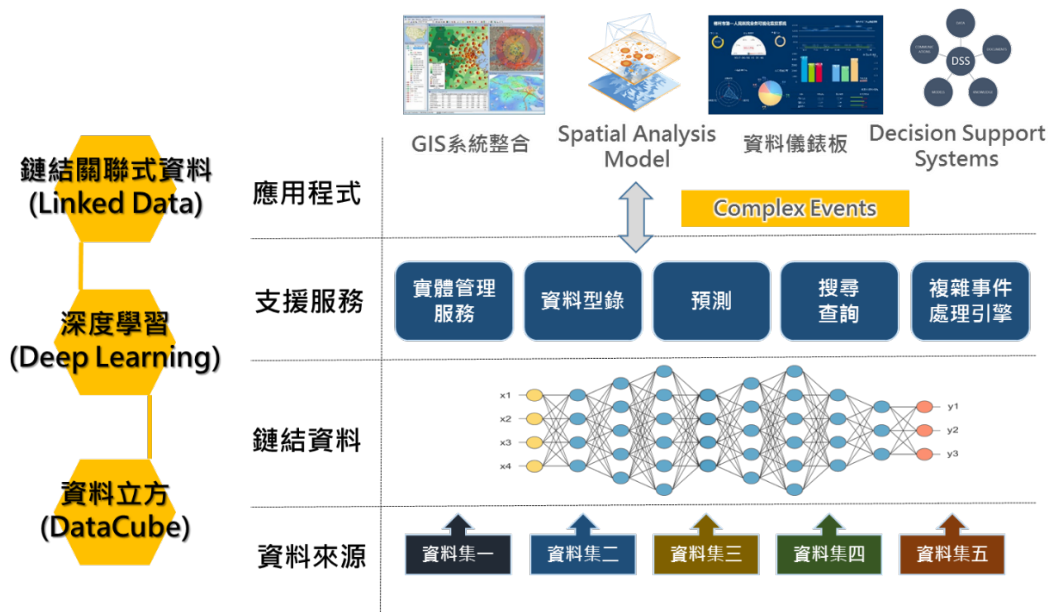 GIS系統整合
Spatial Analysis
Model
資料儀錶板
Decision Support
Systems
DSS
鏈結關聯式資料
(Linked Data)
應用程式
Complex Events
支援服務
實體管理
服務
資料型錄
預測
搜尋
查詢
複雜事件
處理引擎
深度學習
(Deep Learning)
鏈結資料
x1
x2
x3
x4
y1
y2
y3
資料立方
(DataCube)
資料來源
資料集一
資料集二
資料集三
資料集四
資料集五